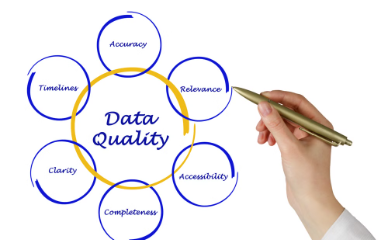 Accuracy
Timelines
Relevance
Data
Quality
Clarity
Accessibility
Completeness